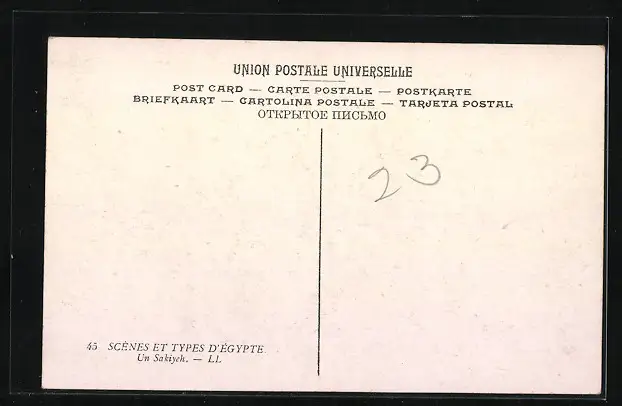 UNION POSTALE UNIVERSELLE
POST CARD — CARTE POSTALE — POSTKARTE
BRIEFKAART — CARTOLINA POSTALE — TARJETA POSTAL
ОТКРЫТОЕ ПИСЬМО
23
45 SCÈNES ET TYPES D'ÉGYPTE
Un Sakiyeh. — LL